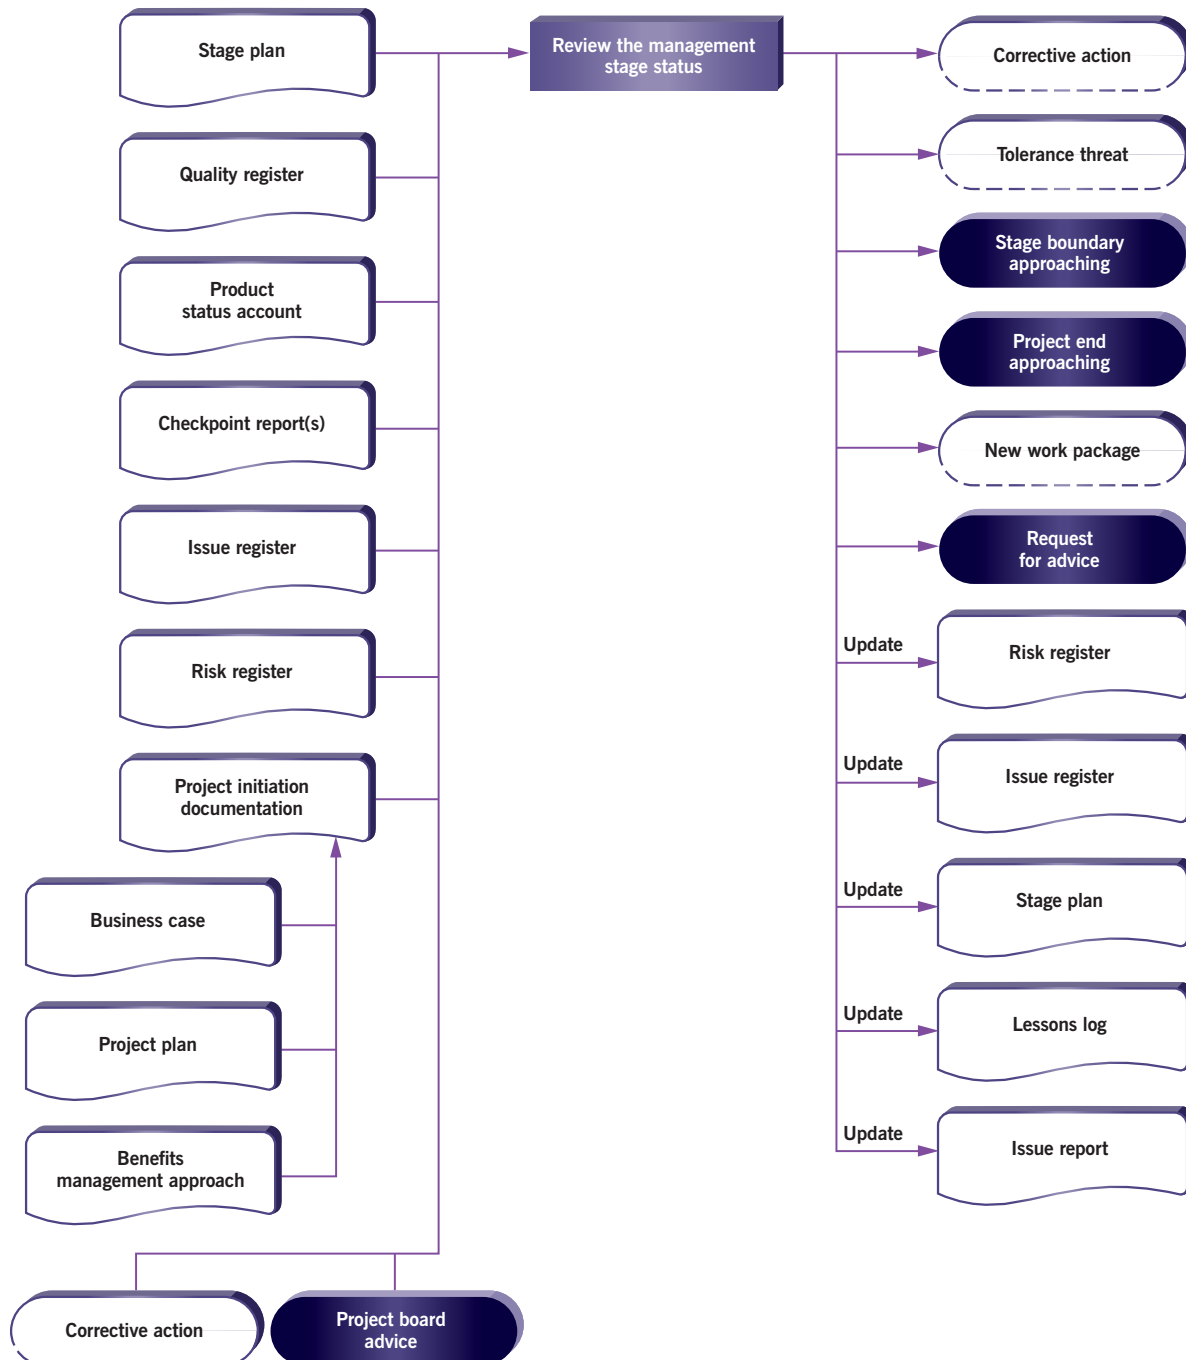 Stage plan
Quality register
Product
status account
Checkpoint report(s)
Issue register
Risk register
Project initiation
documentation
Business case
Project plan
Benefits
management approach
Corrective action
Project board
advice
Review the management
stage status
Corrective action
Tolerance threat
Stage boundary
approaching
Project end
approaching
New work package
Request
for advice
Update
Risk register
Update
Issue register
Update
Stage plan
Update
Lessons log
Update
Issue report